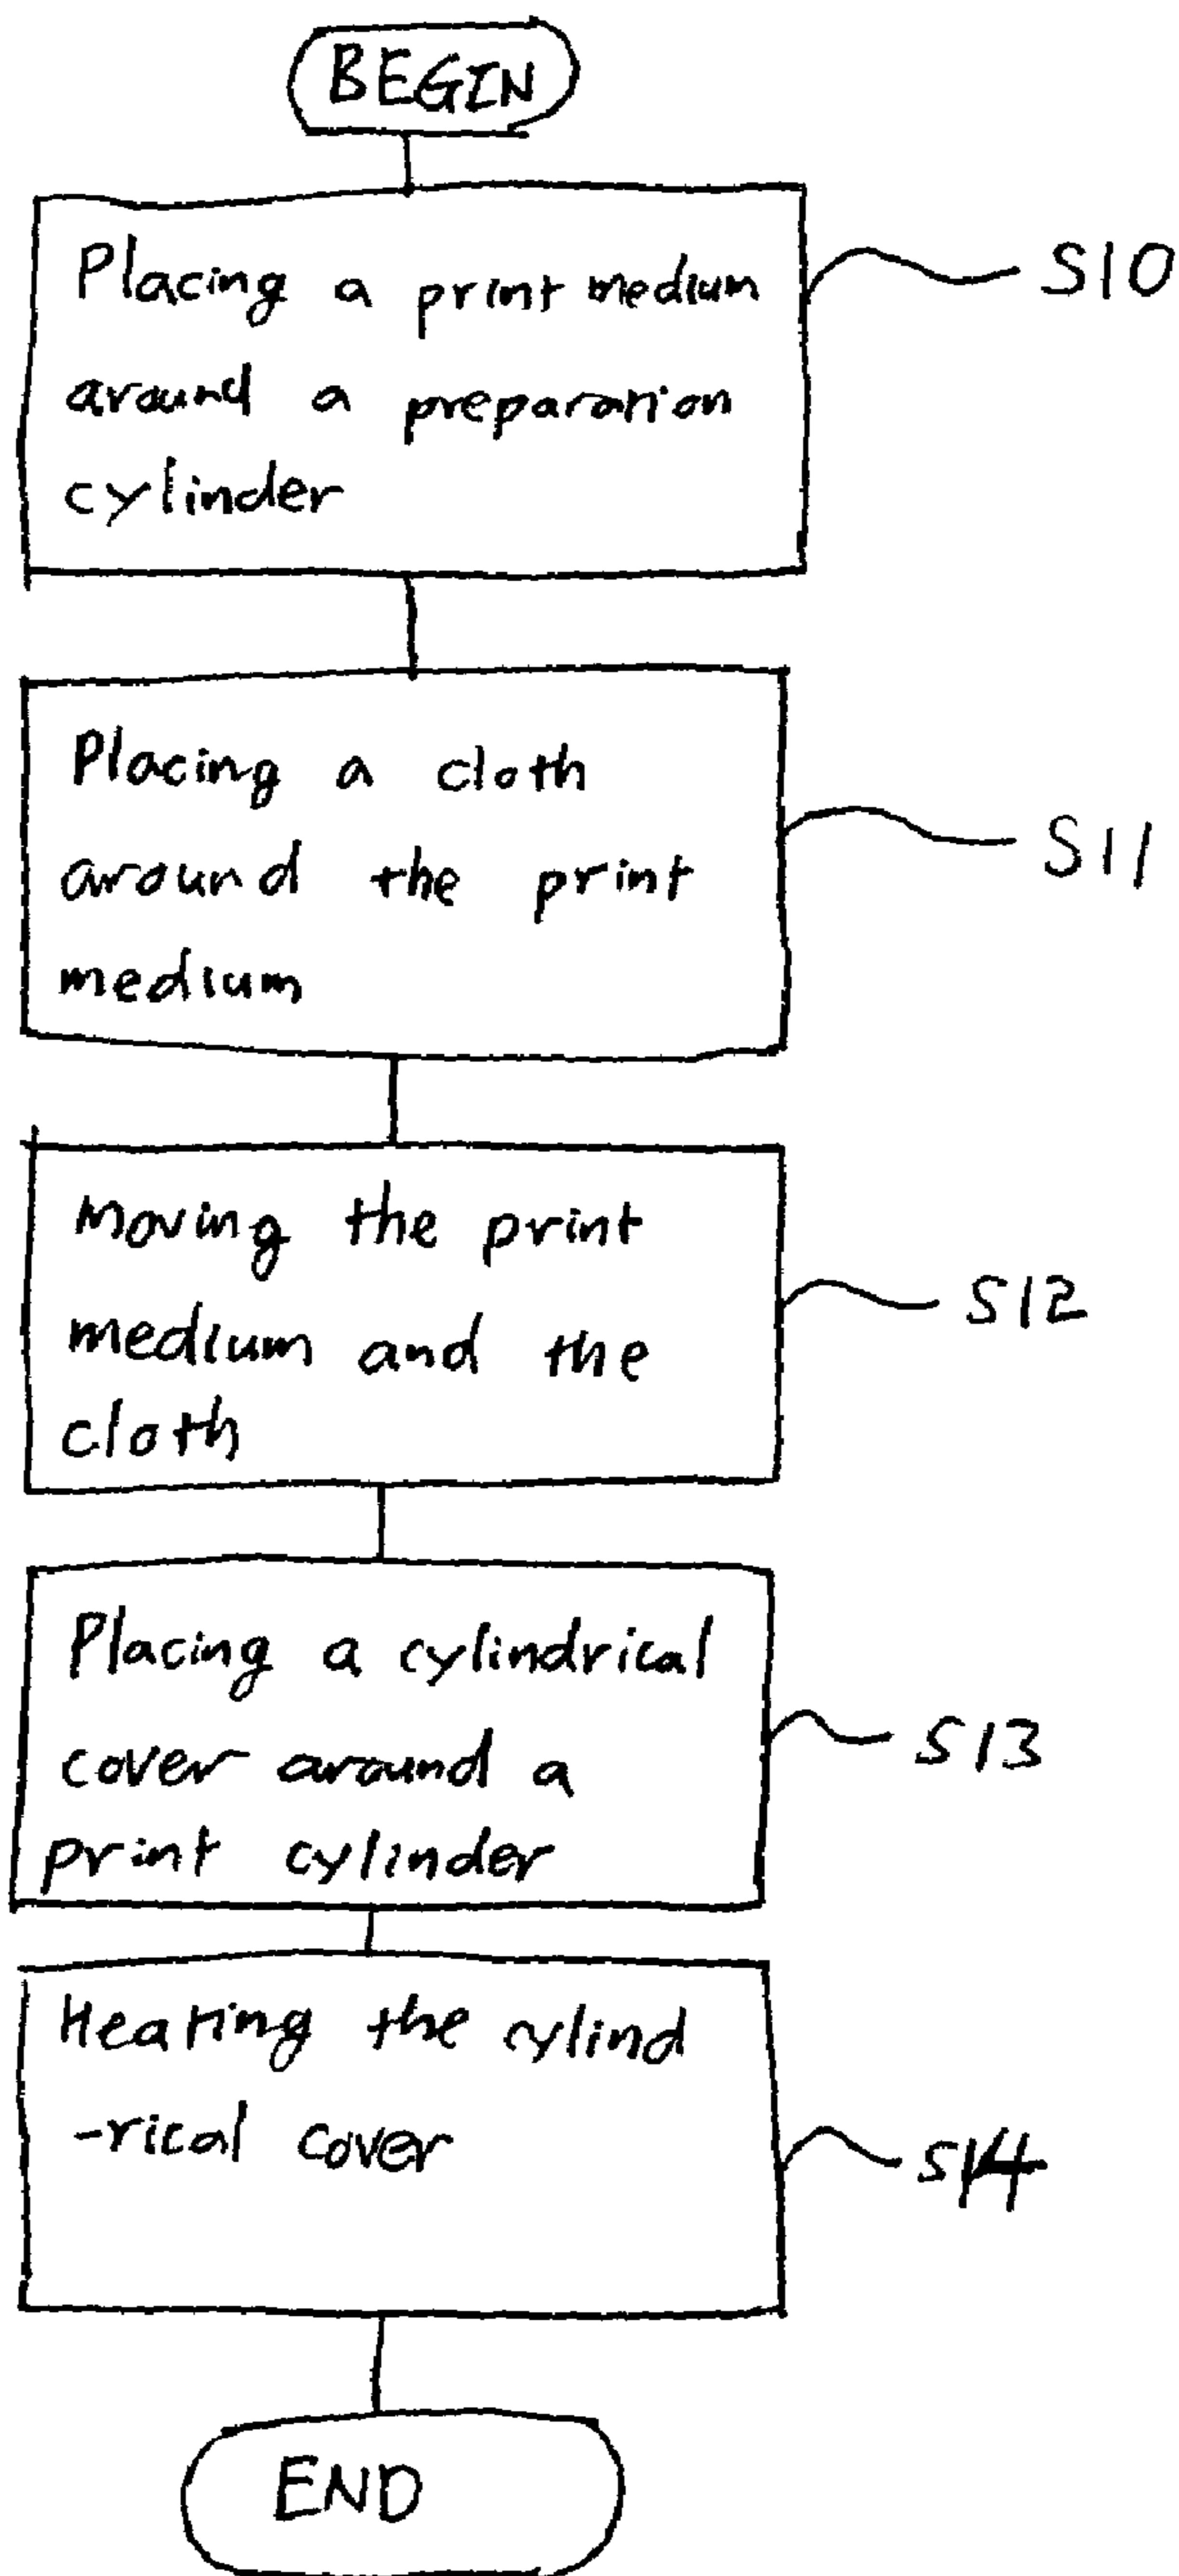 BEGIN
Placing a print medium
around a preparation
cylinder
S10
Placing a cloth
around the print
medium
S11
Moving the print
medium and the
cloth
S12
Placing a cylindrical
cover around a
print cylinder
S13
Heating the cylind
-rical cover
S14
END